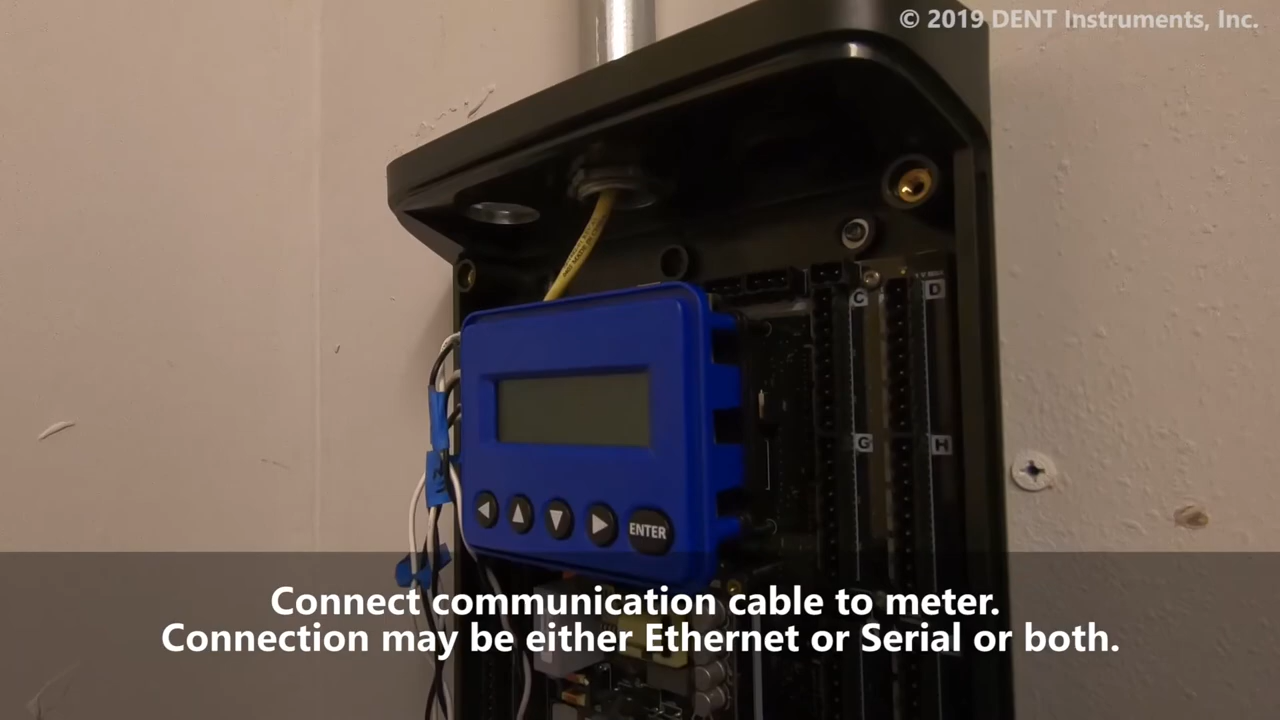 © 2019 DENT Instruments, Inc.
C
D
G
H
ENTER
Connect communication cable to meter.
Connection may be either Ethernet or Serial or both.